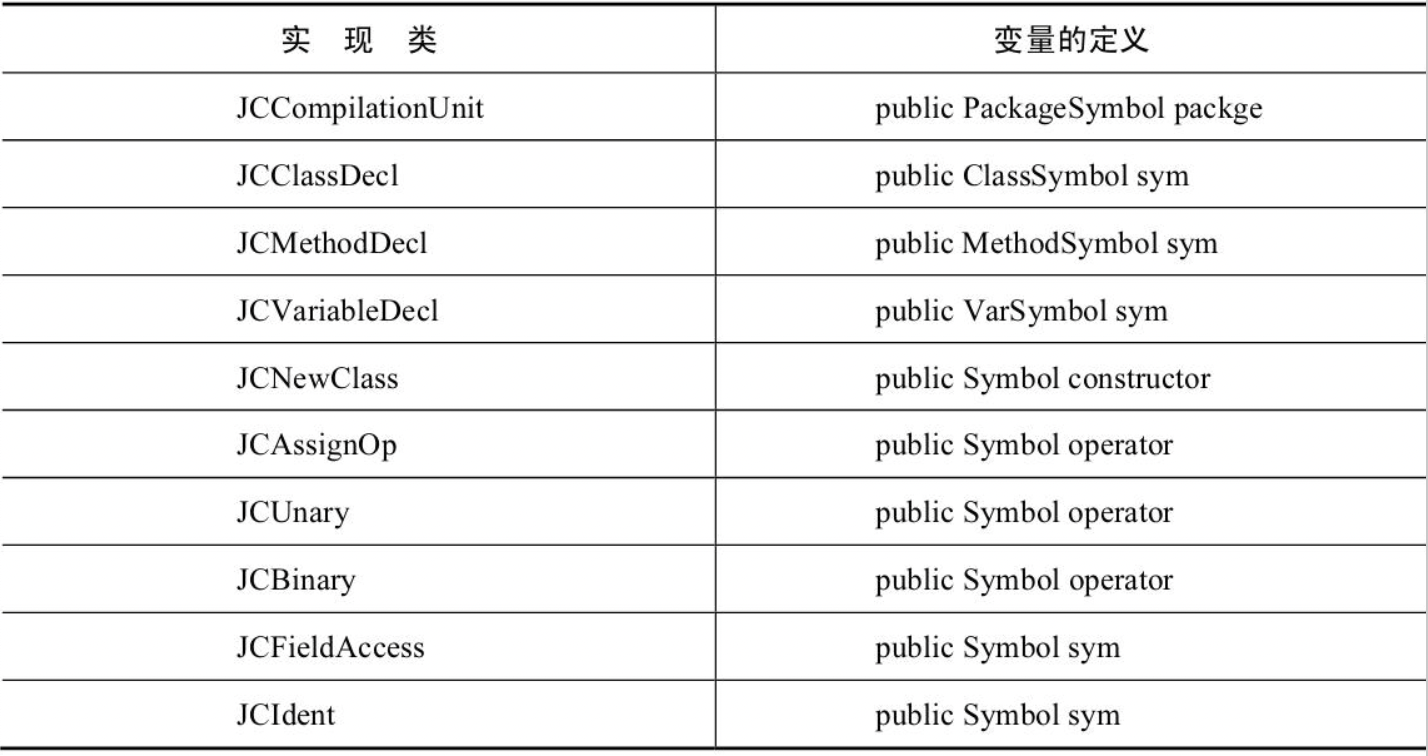 实 现 类 变量的定义
JCCompilationUnit public PackageSymbol packge
JCClassDecl public ClassSymbol sym
JCMethodDecl public MethodSymbol sym
JCVariableDecl public VarSymbol sym
JCNewClass public Symbol constructor
JCAssignOp public Symbol operator
JCUnary public Symbol operator
JCBinary public Symbol operator
JCFieldAccess public Symbol sym
JCIdent public Symbol sym